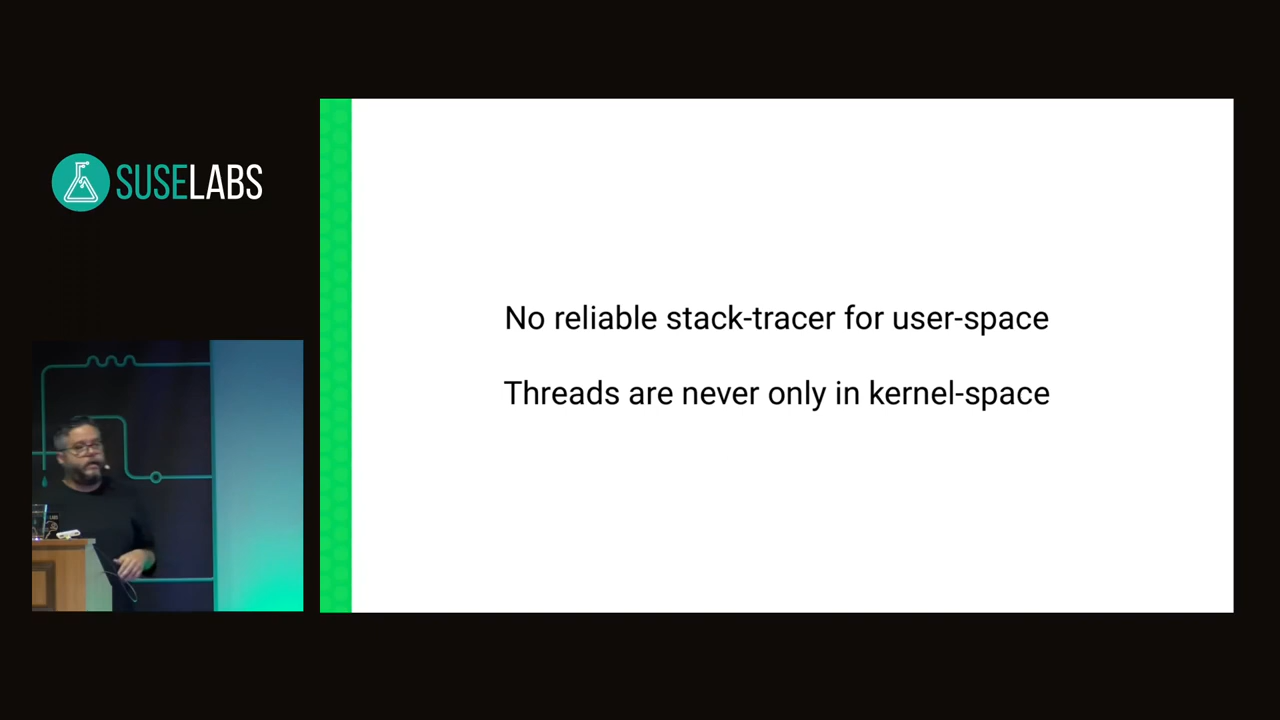 SUSELABS
No reliable stack-tracer for user-space
Threads are never only in kernel-space